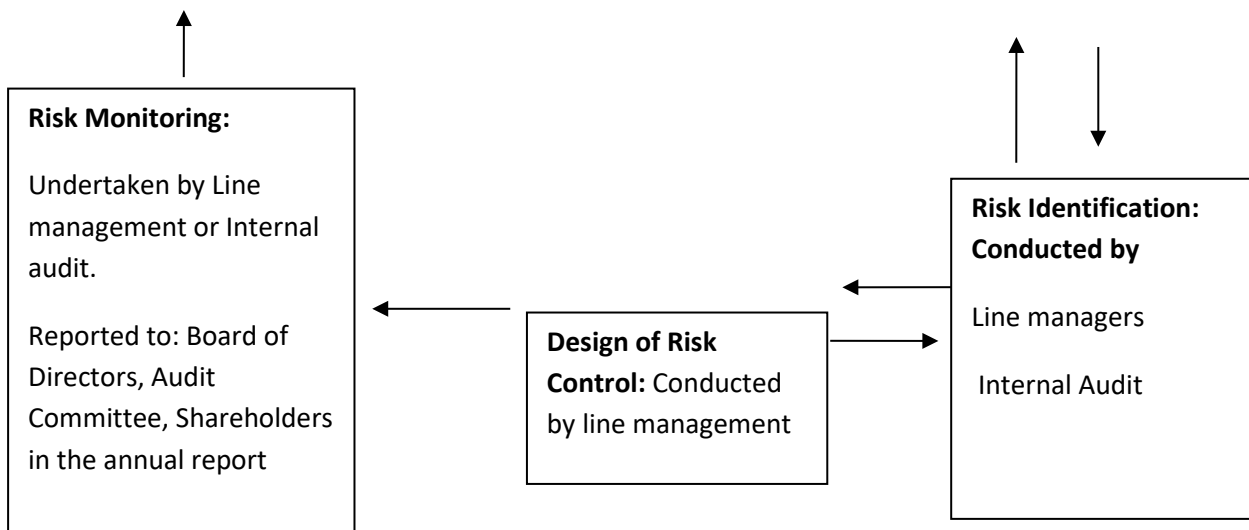 Risk Monitoring:
Undertaken by Line
management or Internal
audit.
Reported to: Board of
Directors, Audit
Committee, Shareholders
in the annual report
Design of Risk
Control: Conducted
by line management
Risk Identification:
Conducted by
Line managers
Internal Audit